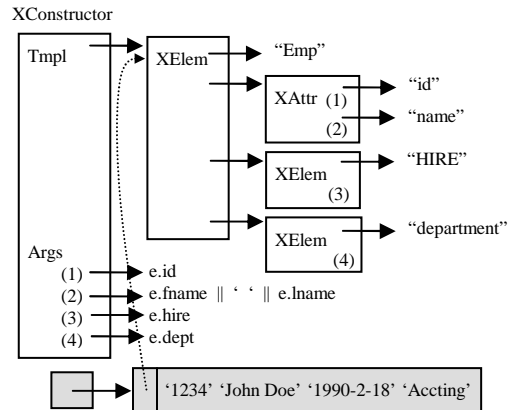 XConstructor
Tmpl
XElem
“Emp”
XAttr (1)
“id”
(2)
“name”
XElem
“HIRE”
(3)
XElem
“department”
(4)
Args
(1) e.id
(2) e.fname || ‘ ‘ || e.lname
(3) e.hire
(4) e.dept
‘1234’ ‘John Doe’ ‘1990-2-18’ ‘Accting’